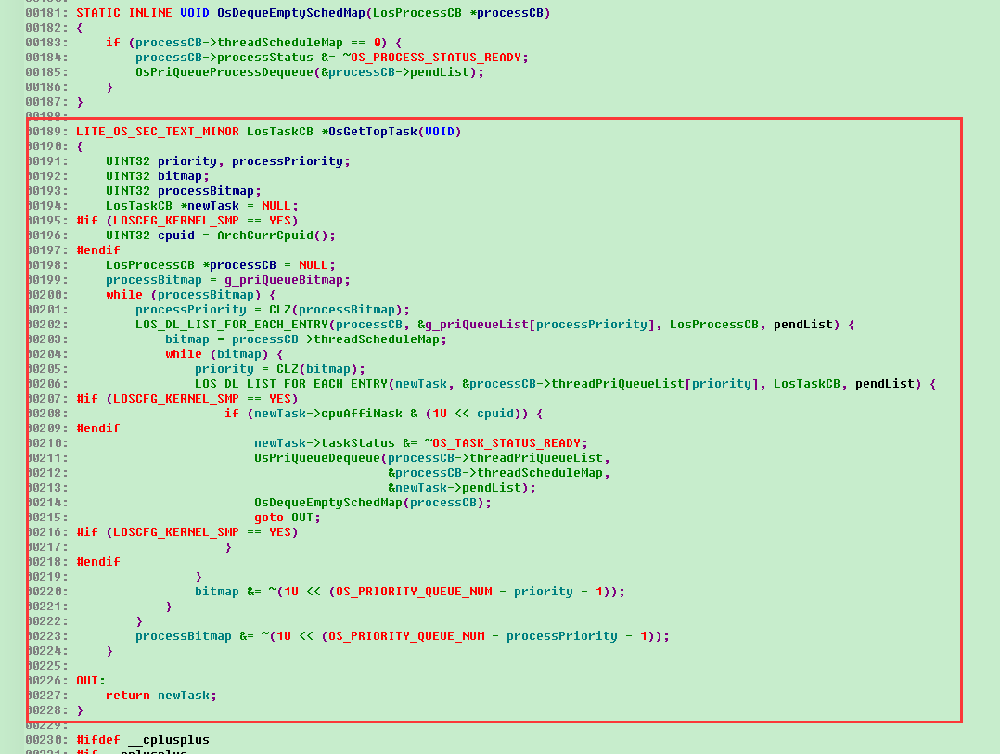 00181: STATIC INLINE VOID OsDequeEmptySchedMap(LosProcessCB *processCB)
00182: {
00183:     if (processCB->threadScheduleMap == 0) {
00184:         processCB->processStatus &= ~OS_PROCESS_STATUS_READY;
00185:         OsPriQueueProcessDequeue(&processCB->pendList);
00186:     }
00187: }
00188:
00189: LITE_OS_SEC_TEXT_MINOR LosTaskCB *OsGetTopTask(VOID)
00190: {
00191:     UINT32 priority, processPriority;
00192:     UINT32 bitmap;
00193:     UINT32 processBitmap;
00194:     LosTaskCB *newTask = NULL;
00195: #if (LOSCFG_KERNEL_SMP == YES)
00196:     UINT32 cpuid = ArchCurrCpuid();
00197: #endif
00198:     LosProcessCB *processCB = NULL;
00199:     processBitmap = g_priQueueBitmap;
00200:     while (processBitmap) {
00201:         processPriority = CLZ(processBitmap);
00202:         LOS_DL_LIST_FOR_EACH_ENTRY(processCB, &g_priQueueList[processPriority], LosProcessCB, pendList) {
00203:             bitmap = processCB->threadScheduleMap;
00204:             while (bitmap) {
00205:                 priority = CLZ(bitmap);
00206:                 LOS_DL_LIST_FOR_EACH_ENTRY(newTask, &processCB->threadPriQueueList[priority], LosTaskCB, pendList) {
00207: #if (LOSCFG_KERNEL_SMP == YES)
00208:                     if (newTask->cpuAffiMask & (1U << cpuid)) {
00209: #endif
00210:                         newTask->taskStatus &= ~OS_TASK_STATUS_READY;
00211:                         OsPriQueueDequeue(processCB->threadPriQueueList,
00212:                                           &processCB->threadScheduleMap,
00213:                                           &newTask->pendList);
00214:                         OsDequeEmptySchedMap(processCB);
00215:                         goto OUT;
00216: #if (LOSCFG_KERNEL_SMP == YES)
00217:                     }
00218: #endif
00219:                 }
00220:                 bitmap &= ~(1U << (OS_PRIORITY_QUEUE_NUM - priority - 1));
00221:             }
00222:         }
00223:         processBitmap &= ~(1U << (OS_PRIORITY_QUEUE_NUM - processPriority - 1));
00224:     }
00225:
00226: OUT:
00227:     return newTask;
00228: }
00229:
00230: #ifdef __cplusplus